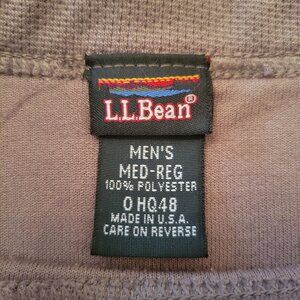 L.L.Bean®
MEN'S
MED-REG
100% POLYESTER
0 HQ48
MADE IN U.S.A.
CARE ON REVERSE